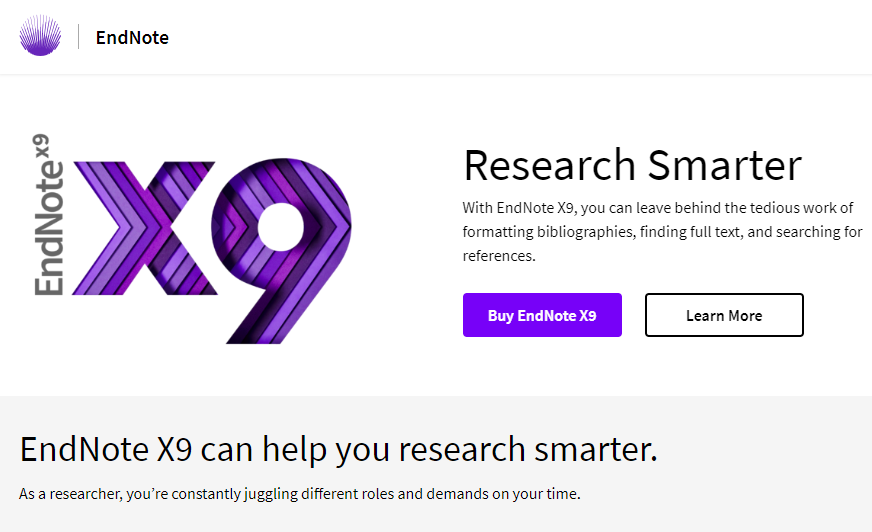 EndNote
EndNote x9
X9
Research Smarter
With EndNote X9, you can leave behind the tedious work of
formatting bibliographies, finding full text, and searching for
references.
Buy EndNote X9
Learn More
EndNote X9 can help you research smarter.
As a researcher, you’re constantly juggling different roles and demands on your time.